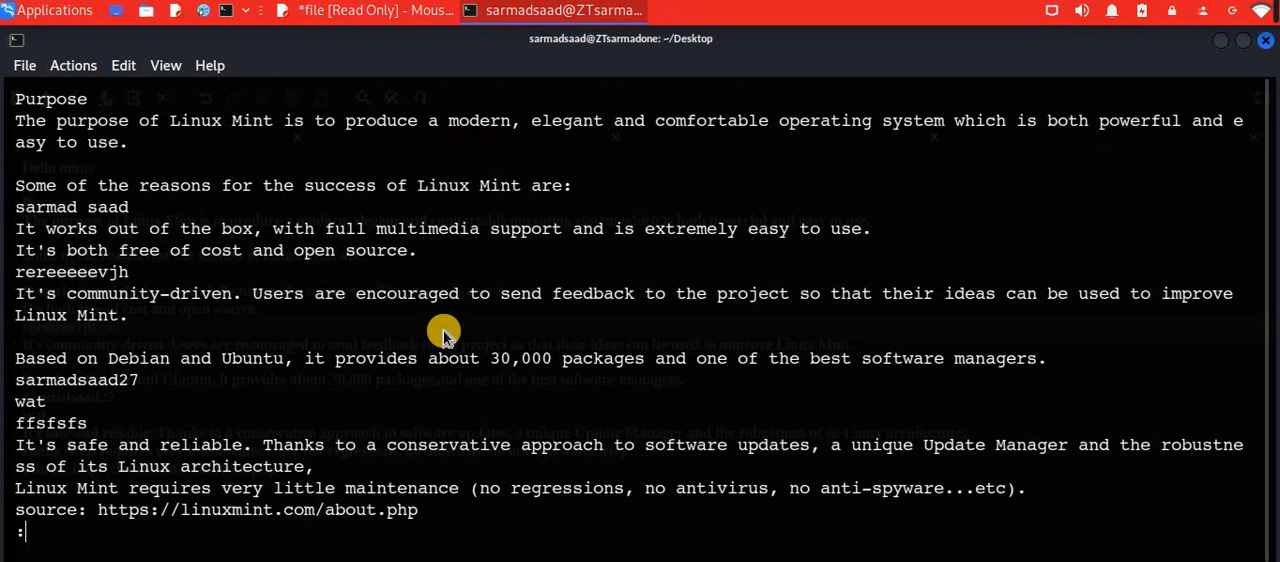 Applications
*file [Read Only] - Mous...
sarmadsaad@ZTsarma...
sarmadsaad@ZTsarmadone: ~/Desktop
File Actions Edit View Help
Purpose
The purpose of Linux Mint is to produce a modern, elegant and comfortable operating system which is both powerful and e
asy to use.
Some of the reasons for the success of Linux Mint are:
sarmad saad
It works out of the box, with full multimedia support and is extremely easy to use.
It's both free of cost and open source.
rereeeeevjh
It's community-driven. Users are encouraged to send feedback to the project so that their ideas can be used to improve
Linux Mint.
Based on Debian and Ubuntu, it provides about 30,000 packages and one of the best software managers.
sarmadsaad27
wat
ffsfsfs
It's safe and reliable. Thanks to a conservative approach to software updates, a unique Update Manager and the robustne
ss of its Linux architecture,
Linux Mint requires very little maintenance (no regressions, no antivirus, no anti-spyware...etc).
source: https://linuxmint.com/about.php
: